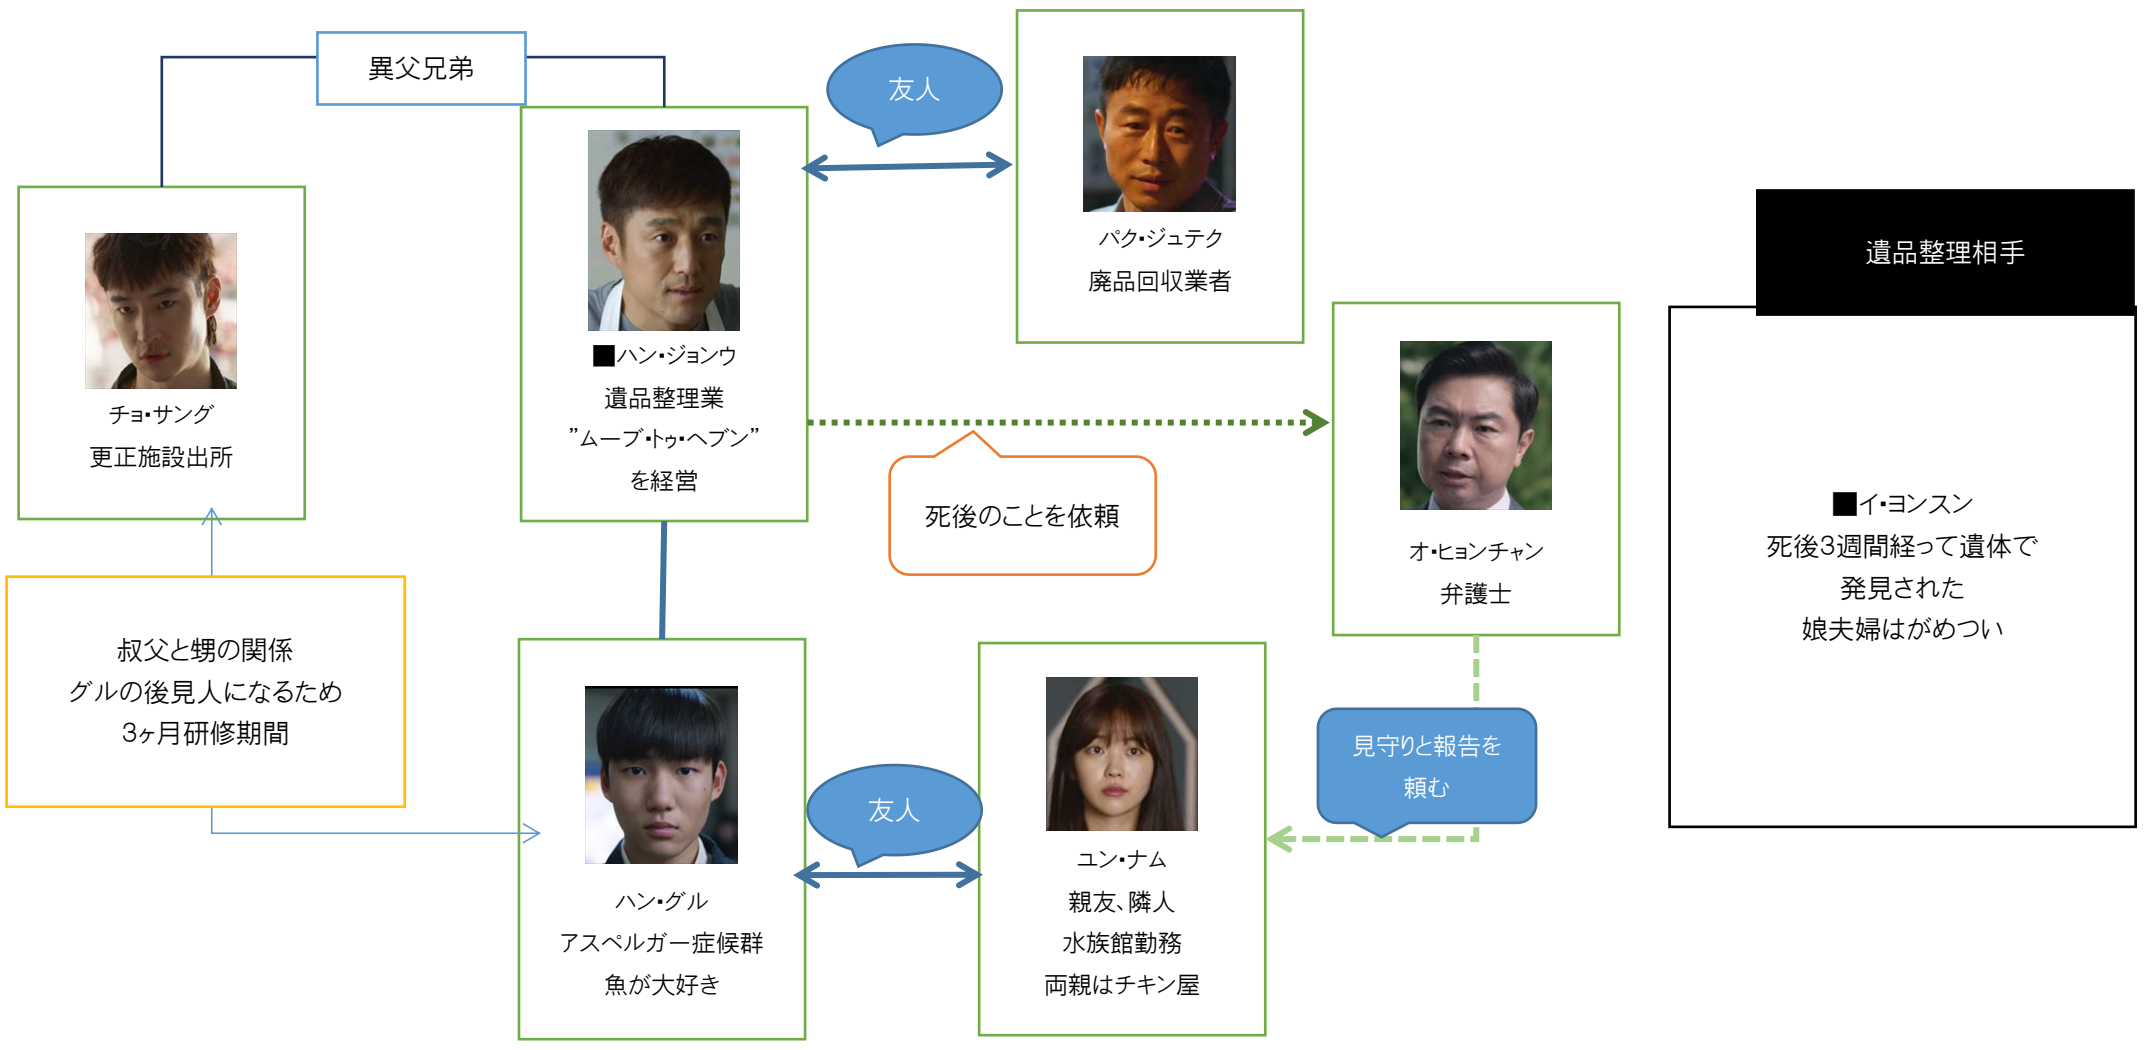 異父兄弟
友人
パク・ジュテク
廃品回収業者
チョ・サング
更正施設出所
■ハン・ジョンウ
遺品整理業
”ムーブ・トゥ・ヘブン”
を経営
遺品整理相手
死後のことを依頼
オ・ヒョンチャン
弁護士
■イ・ヨンスン
死後3週間経って遺体で
発見された
娘夫婦はがめつい
叔父と甥の関係
グルの後見人になるため
3ヶ月研修期間
見守りと報告を
頼む
友人
ハン・グル
アスペルガー症候群
魚が大好き
ユン・ナム
親友、隣人
水族館勤務
両親はチキン屋